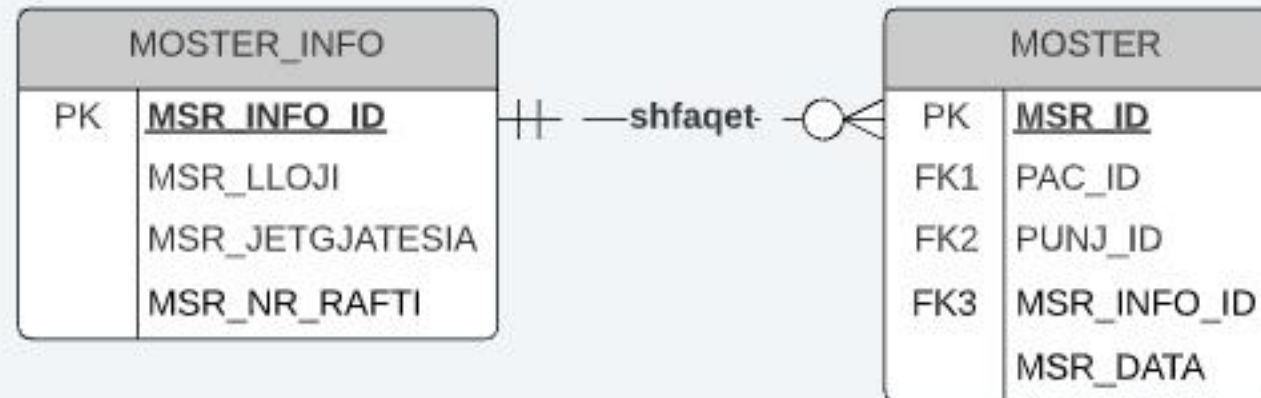 MOSTER_INFO
PK MSR_INFO_ID
MSR_LLOJI
MSR_JETGJATESIA
MSR_NR_RAFTI
shfaqet
MOSTER
PK MSR_ID
FK1 PAC_ID
FK2 PUNJ_ID
FK3 MSR_INFO_ID
MSR_DATA